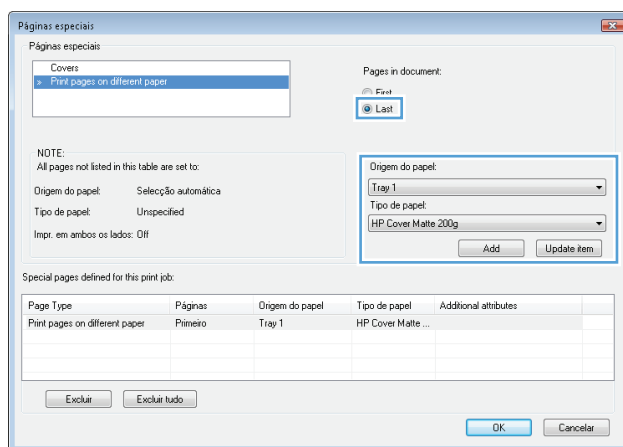 Páginas especiais
Páginas especiais
Covers
» Print pages on different paper
Pages in document:
First
Last
NOTE:
All pages not listed in this table are set to:
Origem do papel: Selecção automática
Tipo de papel: Unspecified
Impr. em ambos os lados: Off
Origem do papel:
Tray 1
Tipo de papel:
HP Cover Matte 200g
Add Update item
Special pages defined for this print job:
Page Type Páginas Origem do papel Tipo de papel Additional attributes
Print pages on different paper Primeiro Tray 1 HP Cover Matte ...
Excluir Excluir tudo
OK Cancelar